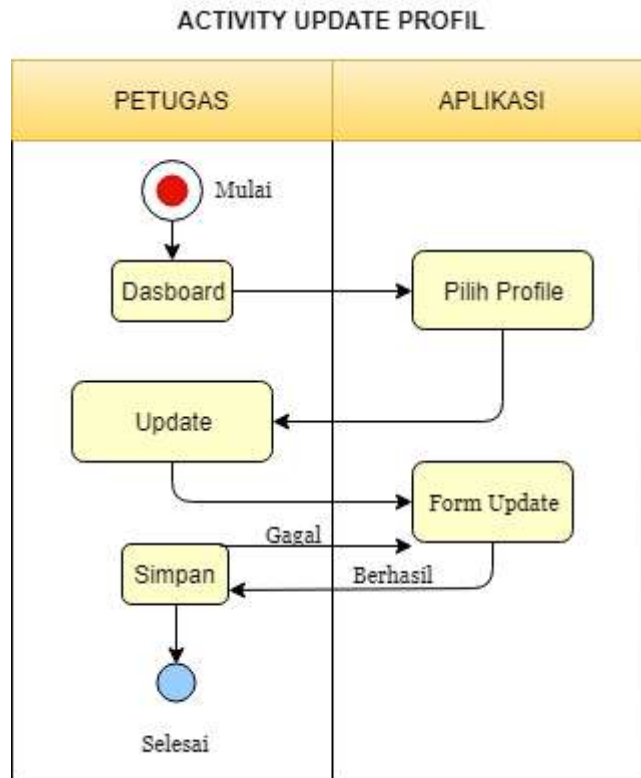 ACTIVITY UPDATE PROFIL
PETUGAS
APLIKASI
Mulai
Dasboard
Pilih Profile
Update
Form Update
Gagal
Simpan
Berhasil
Selesai